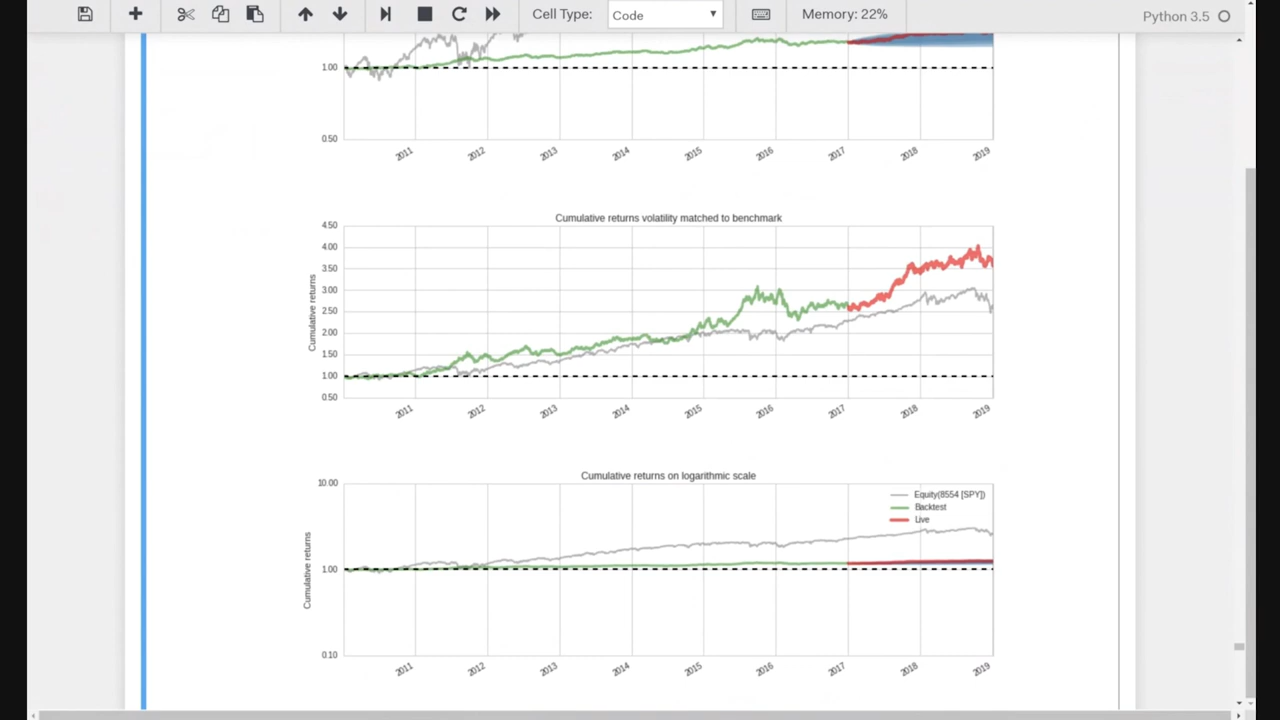 Cell Type: Code Memory: 22% Python 3.5
1.00
0.50
2011 2012 2013 2014 2015 2016 2017 2018 2019
Cumulative returns volatility matched to benchmark
4.50
4.00
3.50
3.00
2.50
2.00
1.50
1.00
0.50
Cumulative returns
2011 2012 2013 2014 2015 2016 2017 2018 2019
Cumulative returns on logarithmic scale
10.00
1.00
0.10
Cumulative returns
Equity(8554 [SPY])
Backtest
Live
2011 2012 2013 2014 2015 2016 2017 2018 2019